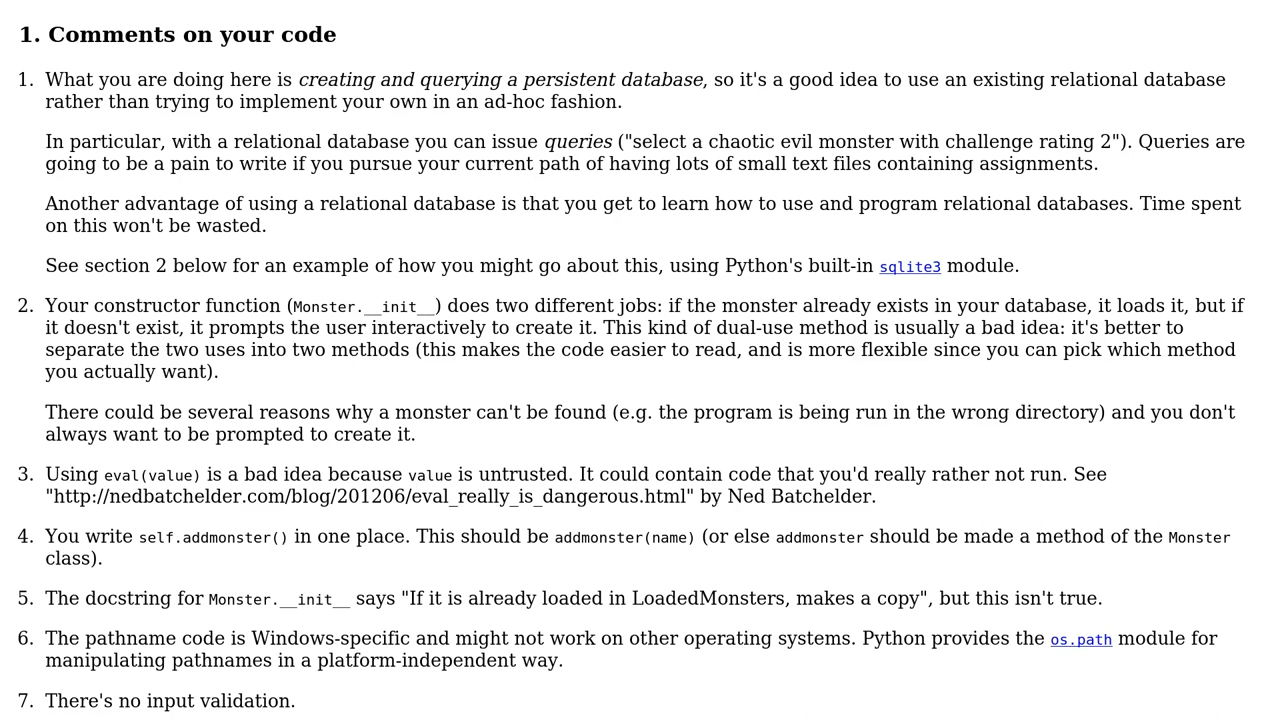 1. Comments on your code
1. What you are doing here is creating and querying a persistent database, so it's a good idea to use an existing relational database
rather than trying to implement your own in an ad-hoc fashion.
In particular, with a relational database you can issue queries ("select a chaotic evil monster with challenge rating 2"). Queries are
going to be a pain to write if you pursue your current path of having lots of small text files containing assignments.
Another advantage of using a relational database is that you get to learn how to use and program relational databases. Time spent
on this won't be wasted.
See section 2 below for an example of how you might go about this, using Python's built-in sqlite3 module.
2. Your constructor function (Monster.__init__) does two different jobs: if the monster already exists in your database, it loads it, but if
it doesn't exist, it prompts the user interactively to create it. This kind of dual-use method is usually a bad idea: it's better to
separate the two uses into two methods (this makes the code easier to read, and is more flexible since you can pick which method
you actually want).
There could be several reasons why a monster can't be found (e.g. the program is being run in the wrong directory) and you don't
always want to be prompted to create it.
3. Using eval(value) is a bad idea because value is untrusted. It could contain code that you'd really rather not run. See
"http://nedbatchelder.com/blog/201206/eval_really_is_dangerous.html" by Ned Batchelder.
4. You write self.addmonster() in one place. This should be addmonster(name) (or else addmonster should be made a method of the Monster
class).
5. The docstring for Monster.__init__ says "If it is already loaded in LoadedMonsters, makes a copy", but this isn't true.
6. The pathname code is Windows-specific and might not work on other operating systems. Python provides the os.path module for
manipulating pathnames in a platform-independent way.
7. There's no input validation.